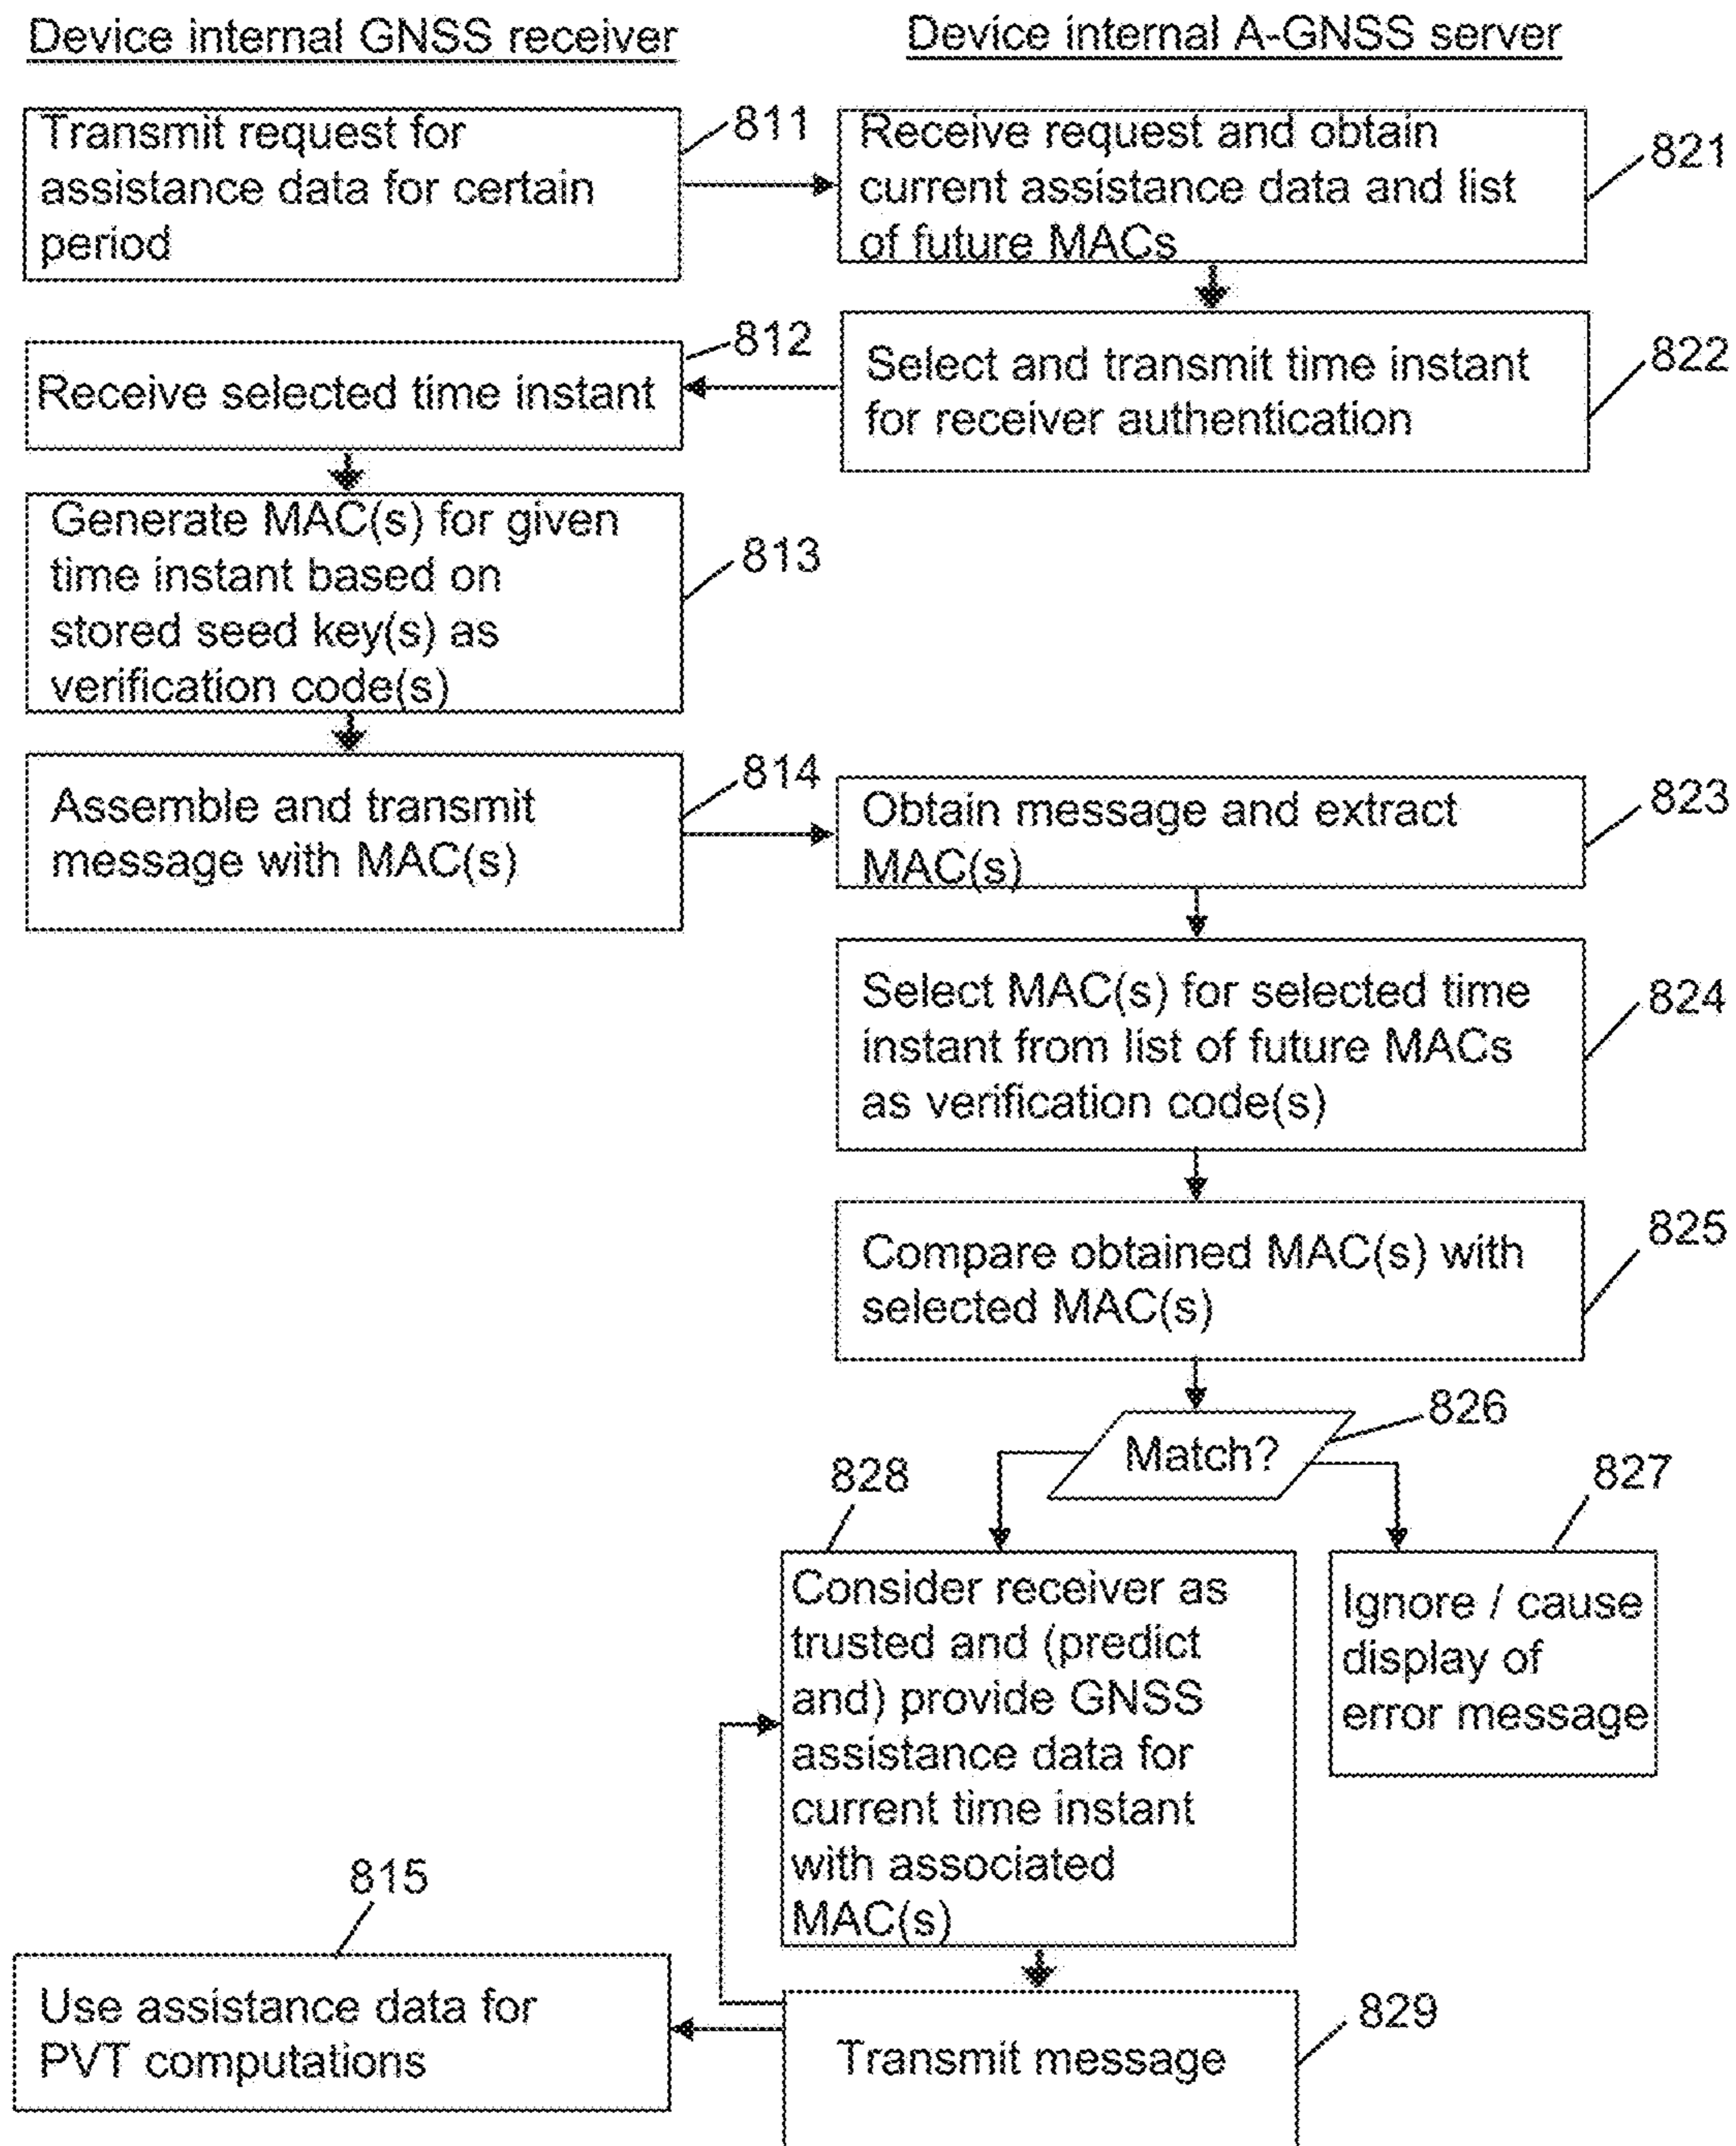 Device internal GNSS receiver
Device internal A-GNSS server
Transmit request for
assistance data for certain
period
811
Receive request and obtain
current assistance data and list
of future MACs
821
Receive selected time instant
812
Select and transmit time instant
for receiver authentication
822
Generate MAC(s) for given
time instant based on
stored seed key(s) as
verification code(s)
813
Assemble and transmit
message with MAC(s)
814
Obtain message and extract
MAC(s)
823
Select MAC(s) for selected time
instant from list of future MACs
as verification code(s)
824
Compare obtained MAC(s) with
selected MAC(s)
825
Match?
826
828
Consider receiver as
trusted and (predict
and) provide GNSS
assistance data for
current time instant
with associated
MAC(s)
827
Ignore / cause
display of
error message
815
Use assistance data for
PVT computations
Transmit message
829